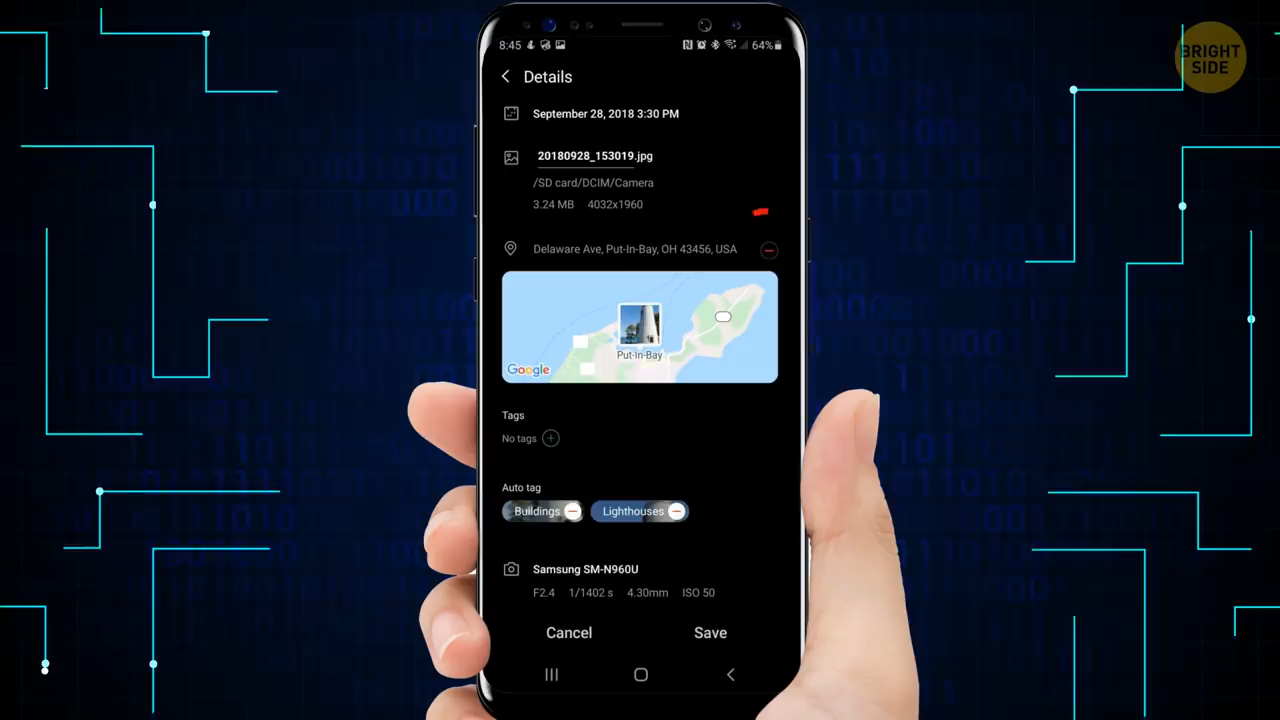 BRIGHT
SIDE
8:45
64%
Details
September 28, 2018 3:30 PM
20180928_153019.jpg
/SD card/DCIM/Camera
3.24 MB 4032x1960
Delaware Ave, Put-In-Bay, OH 43456, USA
Put-In-Bay
Google
Tags
No tags
Auto tag
Buildings Lighthouses
Samsung SM-N960U
F2.4 1/1402 s 4.30mm ISO 50
Cancel Save